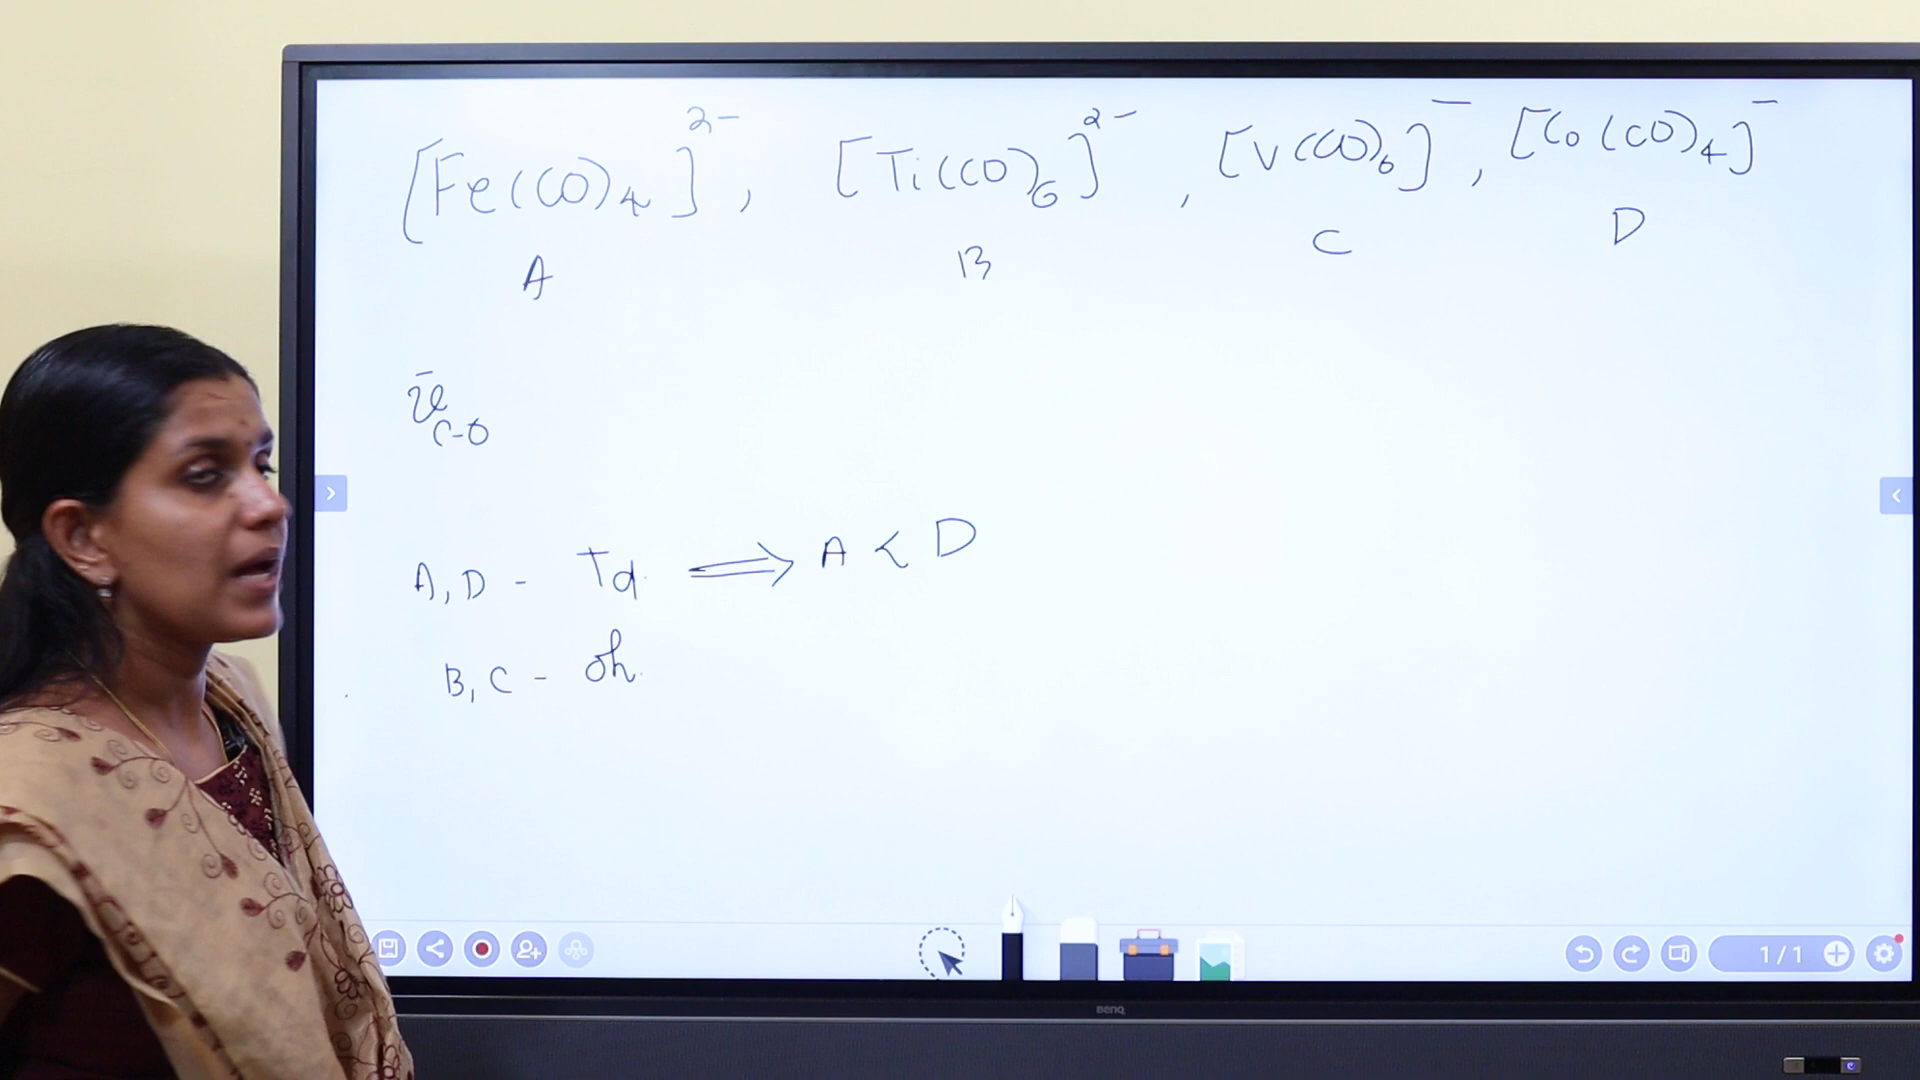 [Fe(CO)₄]²⁻, [Ti(CO)₆]²⁻, [V(CO)₆]⁻, [Co(CO)₄]⁻
A B C D
ν̄ C-O
A, D - Td. ⟹ A < D
B, C - Oh.
1/1
BenQ